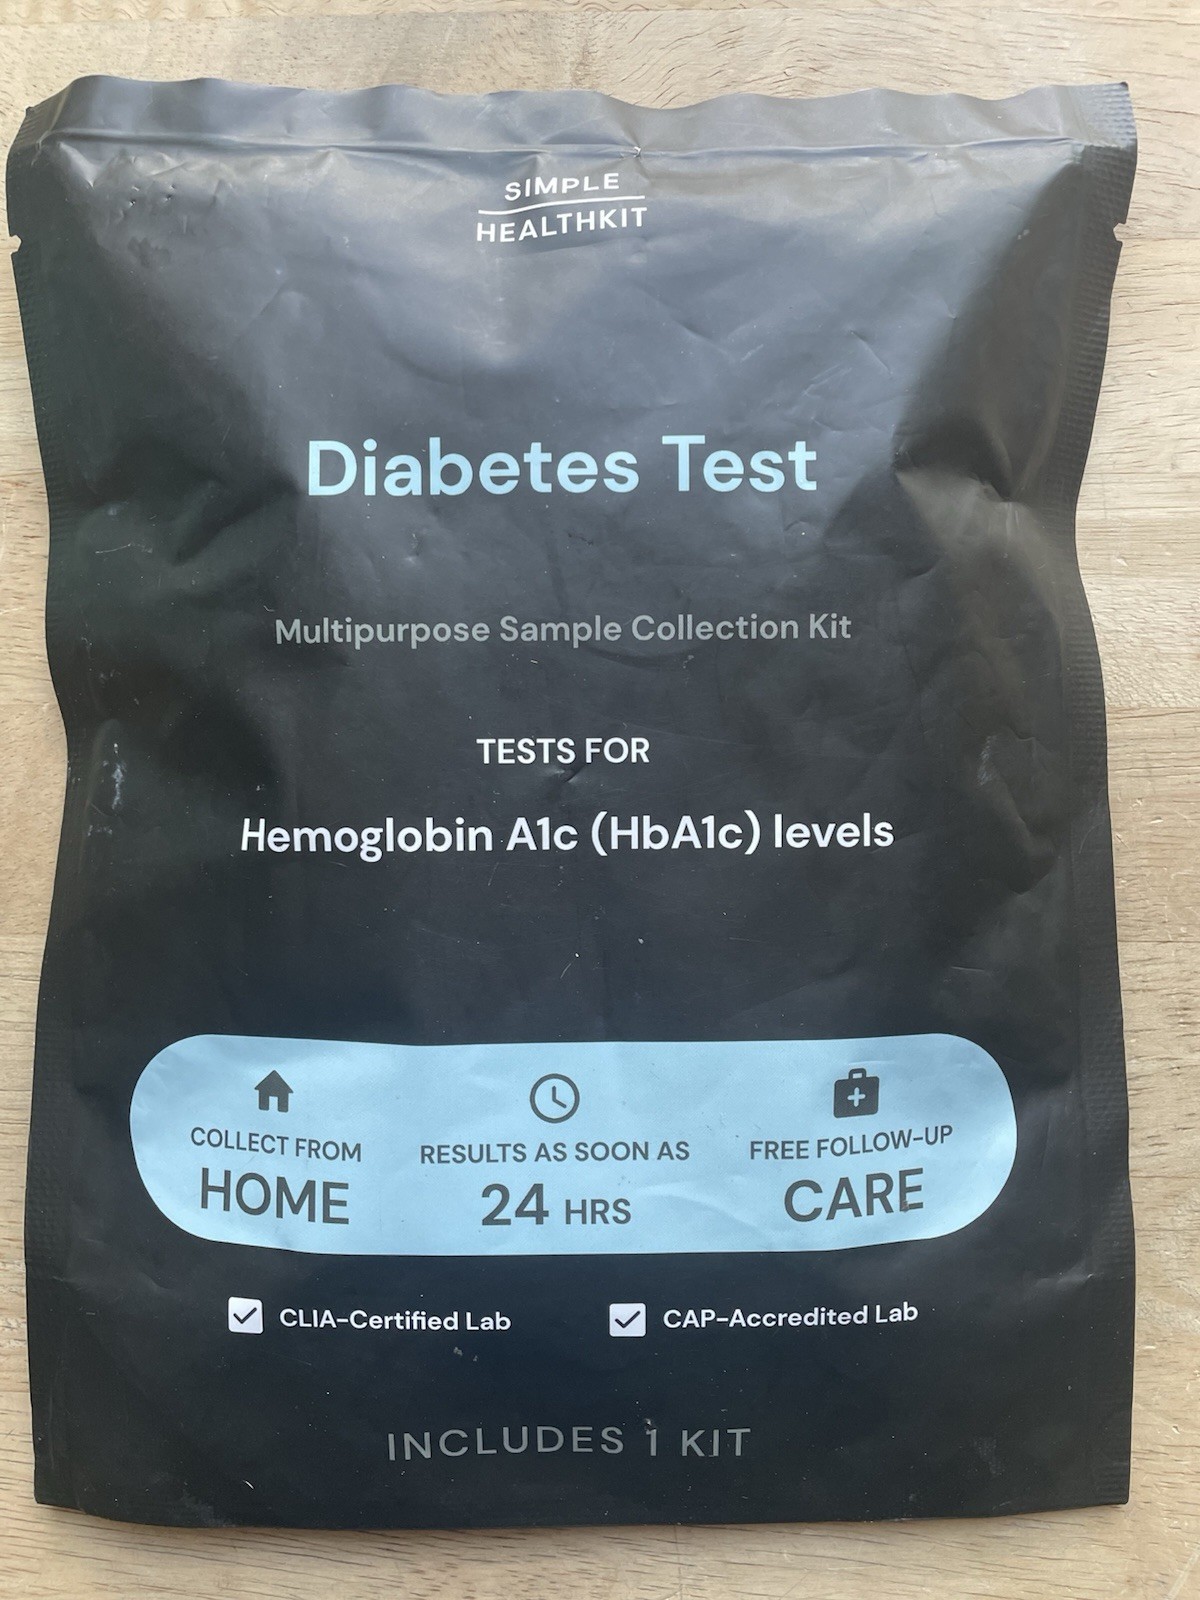 SIMPLE
HEALTHKIT
Diabetes Test
Multipurpose Sample Collection Kit
TESTS FOR
Hemoglobin A1c (HbA1c) levels
COLLECT FROM
HOME
RESULTS AS SOON AS
24 HRS
FREE FOLLOW-UP
CARE
CLIA-Certified Lab
CAP-Accredited Lab
INCLUDES 1 KIT